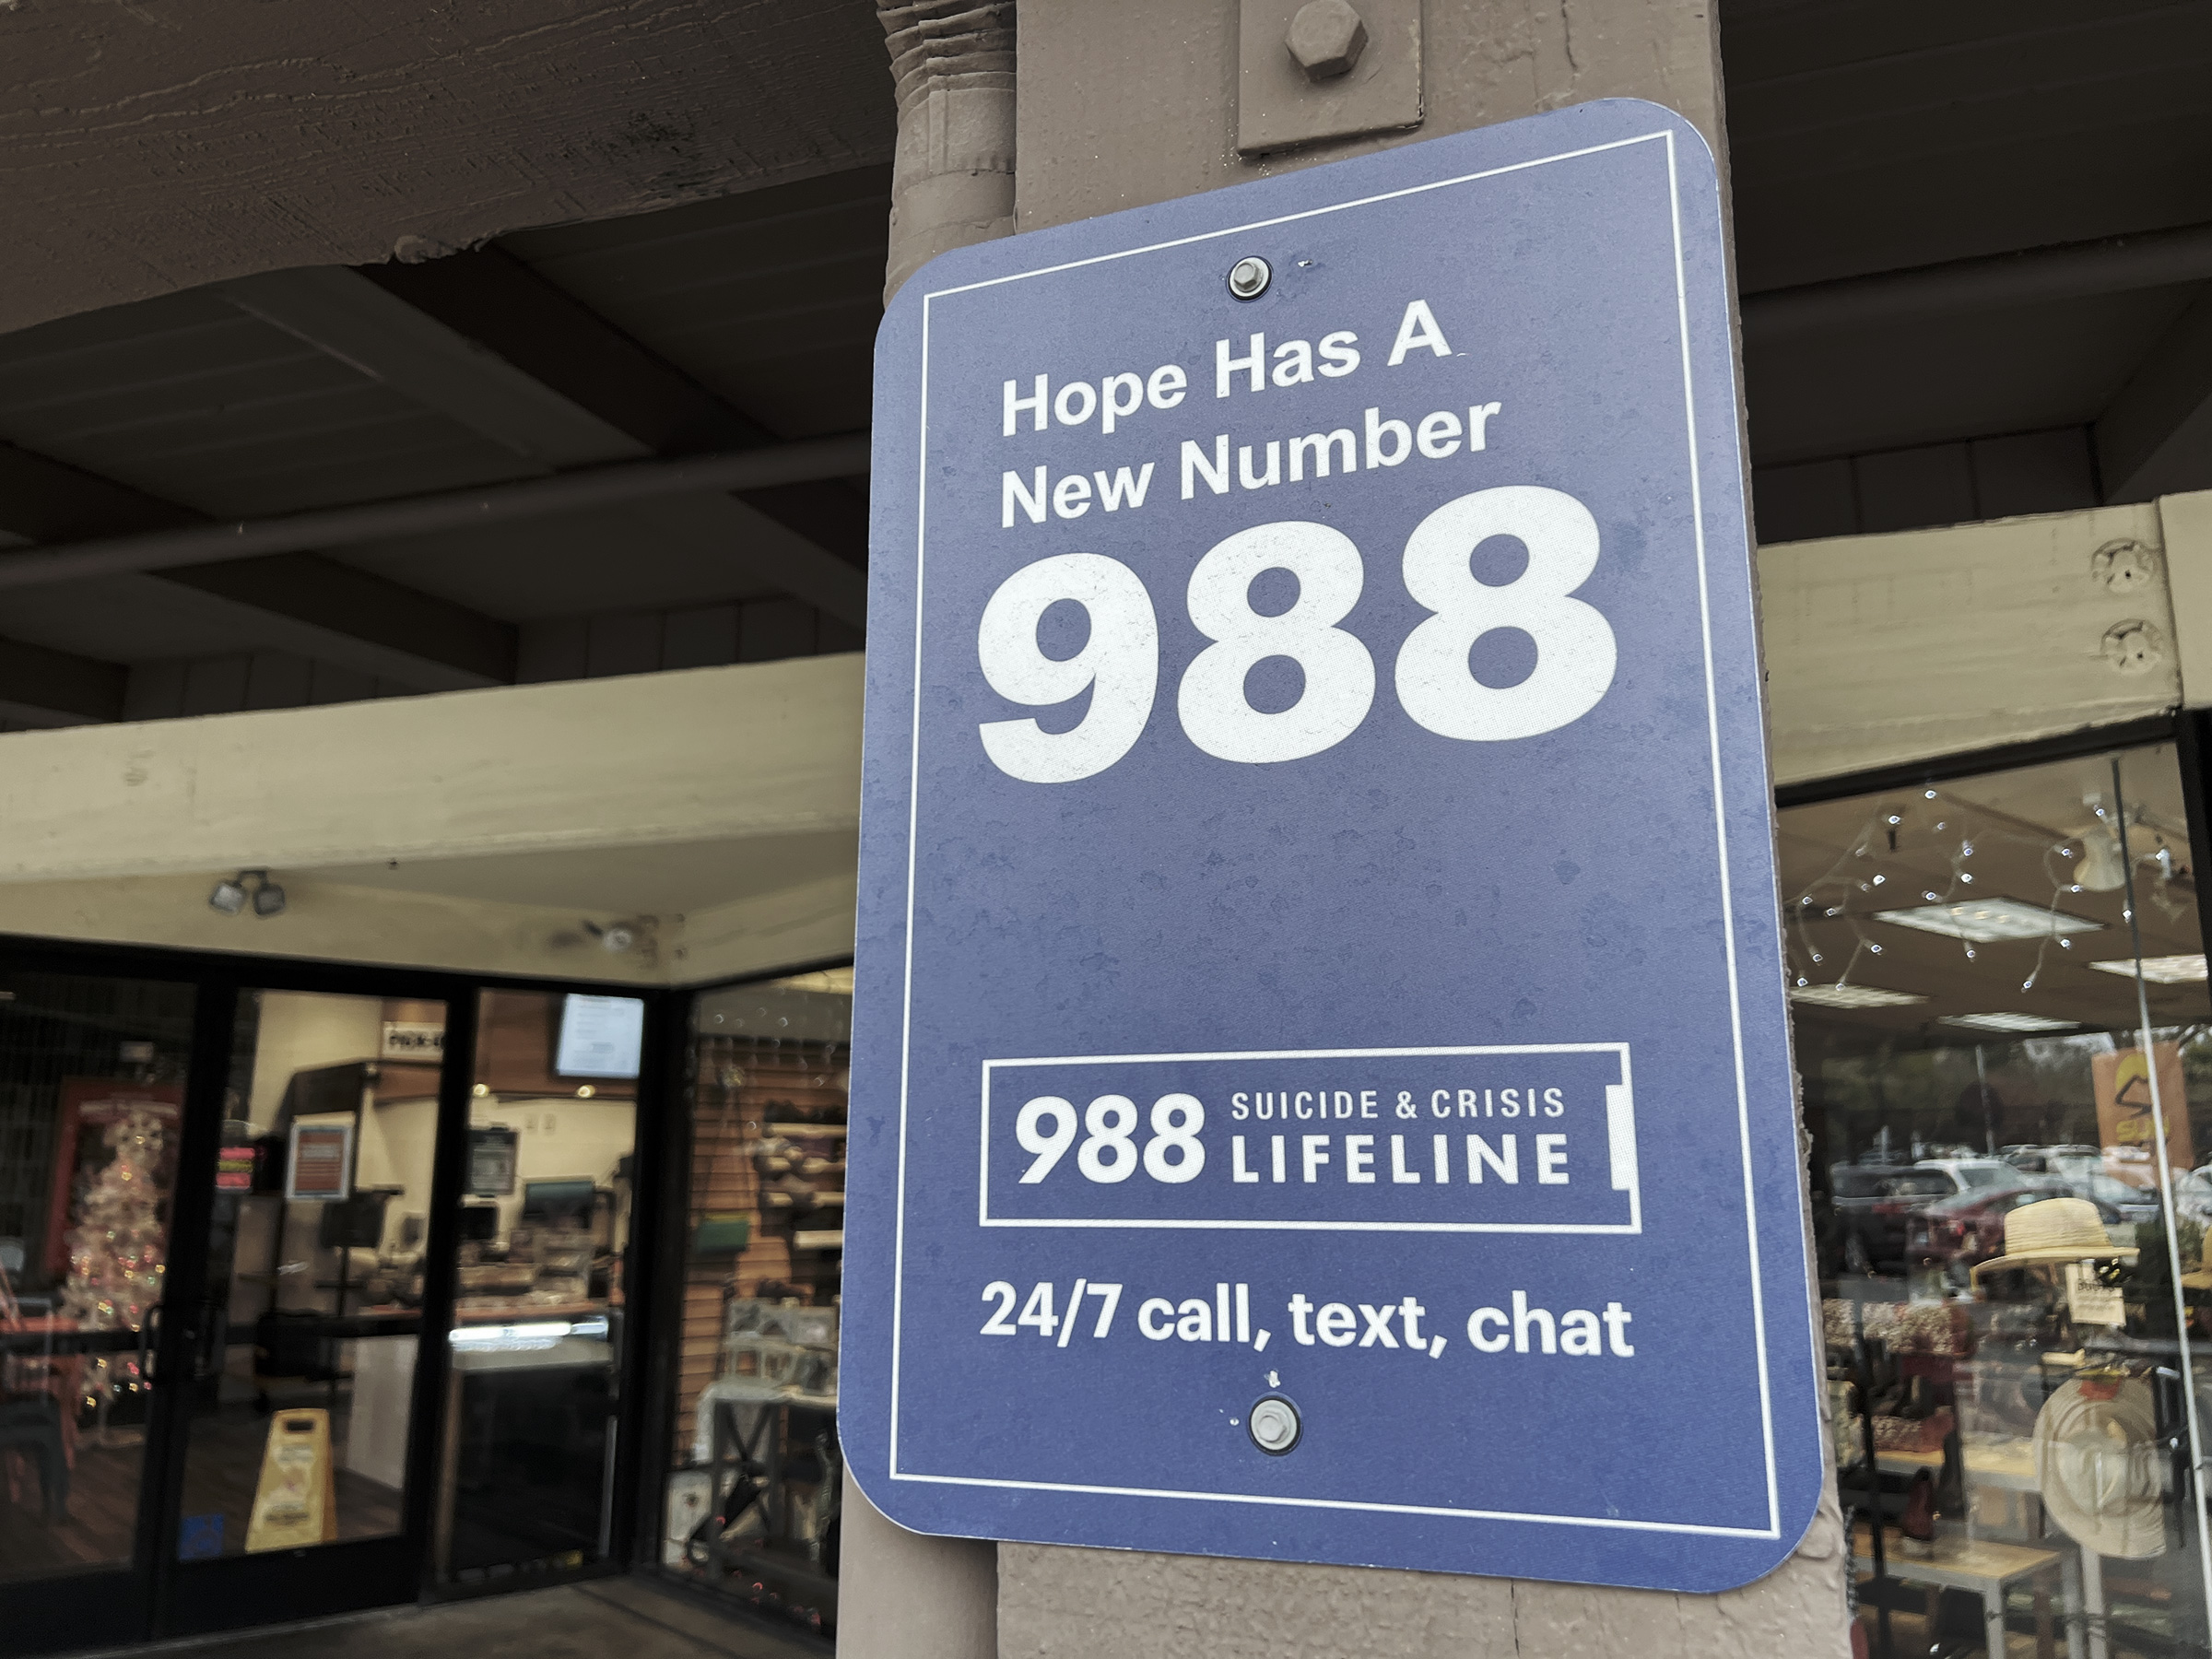 Hope Has A
New Number
988
988 SUICIDE & CRISIS
LIFELINE
24/7 call, text, chat